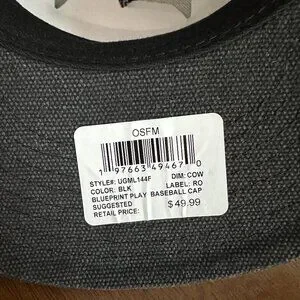 OSFM
1 97663 49467 0
STYLE#: UGML144F DIM: COW
COLOR: BLK LABEL: RO
BLUEPRINT PLAY BASEBALL CAP
SUGGESTED
RETAIL PRICE: $49.99